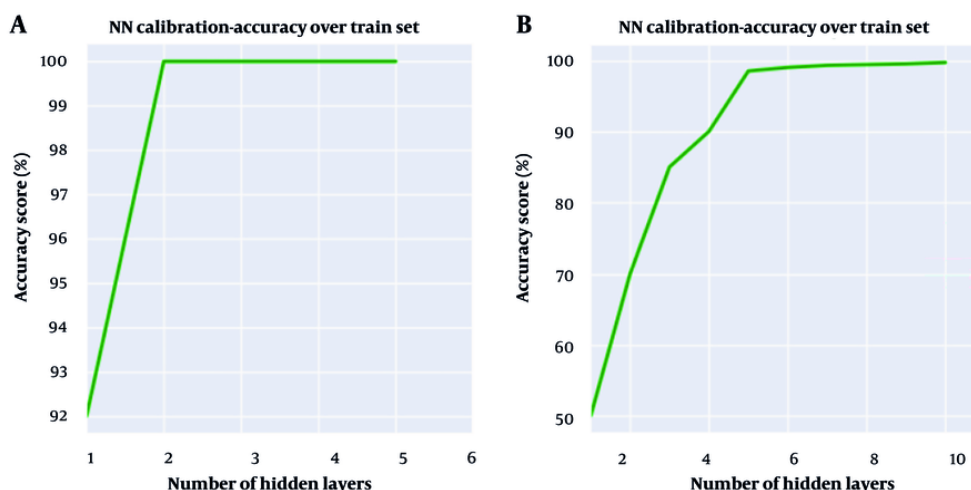 A
NN calibration-accuracy over train set
100
99
98
97
96
95
94
93
92
Accuracy score (%)
1 2 3 4 5 6
Number of hidden layers
B
NN calibration-accuracy over train set
100
90
80
70
60
50
Accuracy score (%)
2 4 6 8 10
Number of hidden layers